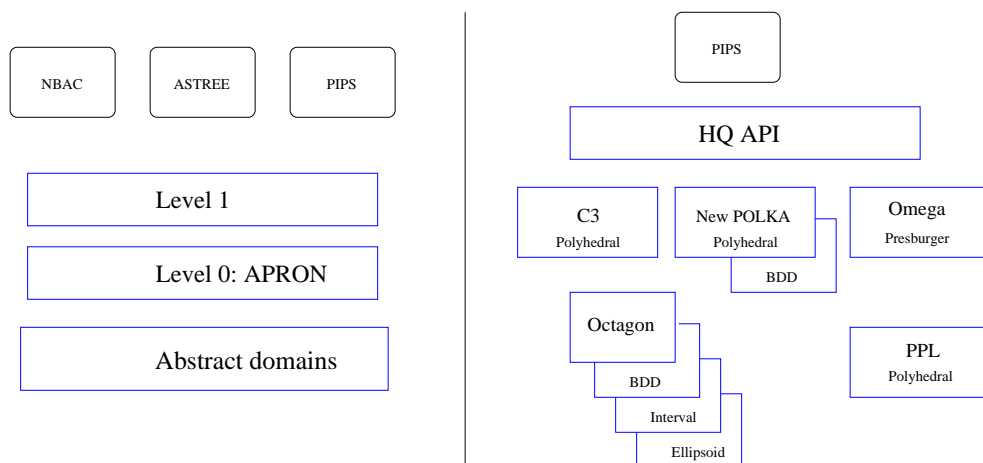 NBAC
ASTREE
PIPS
Level 1
Level 0: APRON
Abstract domains
PIPS
HQ API
C3
Polyhedral
New POLKA
Polyhedral
BDD
Omega
Presburger
Octagon
BDD
Interval
Ellipsoid
PPL
Polyhedral